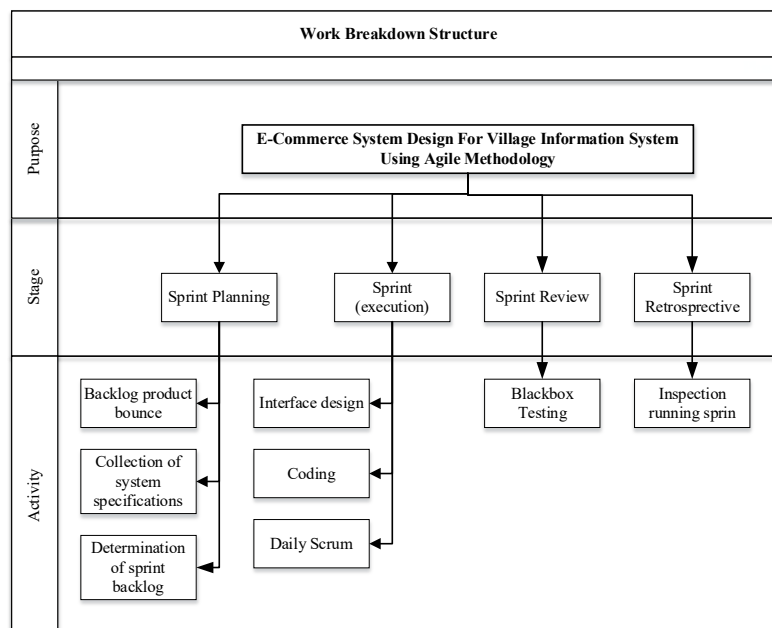 Work Breakdown Structure
Purpose
E-Commerce System Design For Village Information System
Using Agile Methodology
Stage
Sprint Planning
Sprint
(execution)
Sprint Review
Sprint
Retrosprective
Activity
Backlog product
bounce
Collection of
system
specifications
Determination
of sprint
backlog
Interface design
Coding
Daily Scrum
Blackbox
Testing
Inspection
running sprin